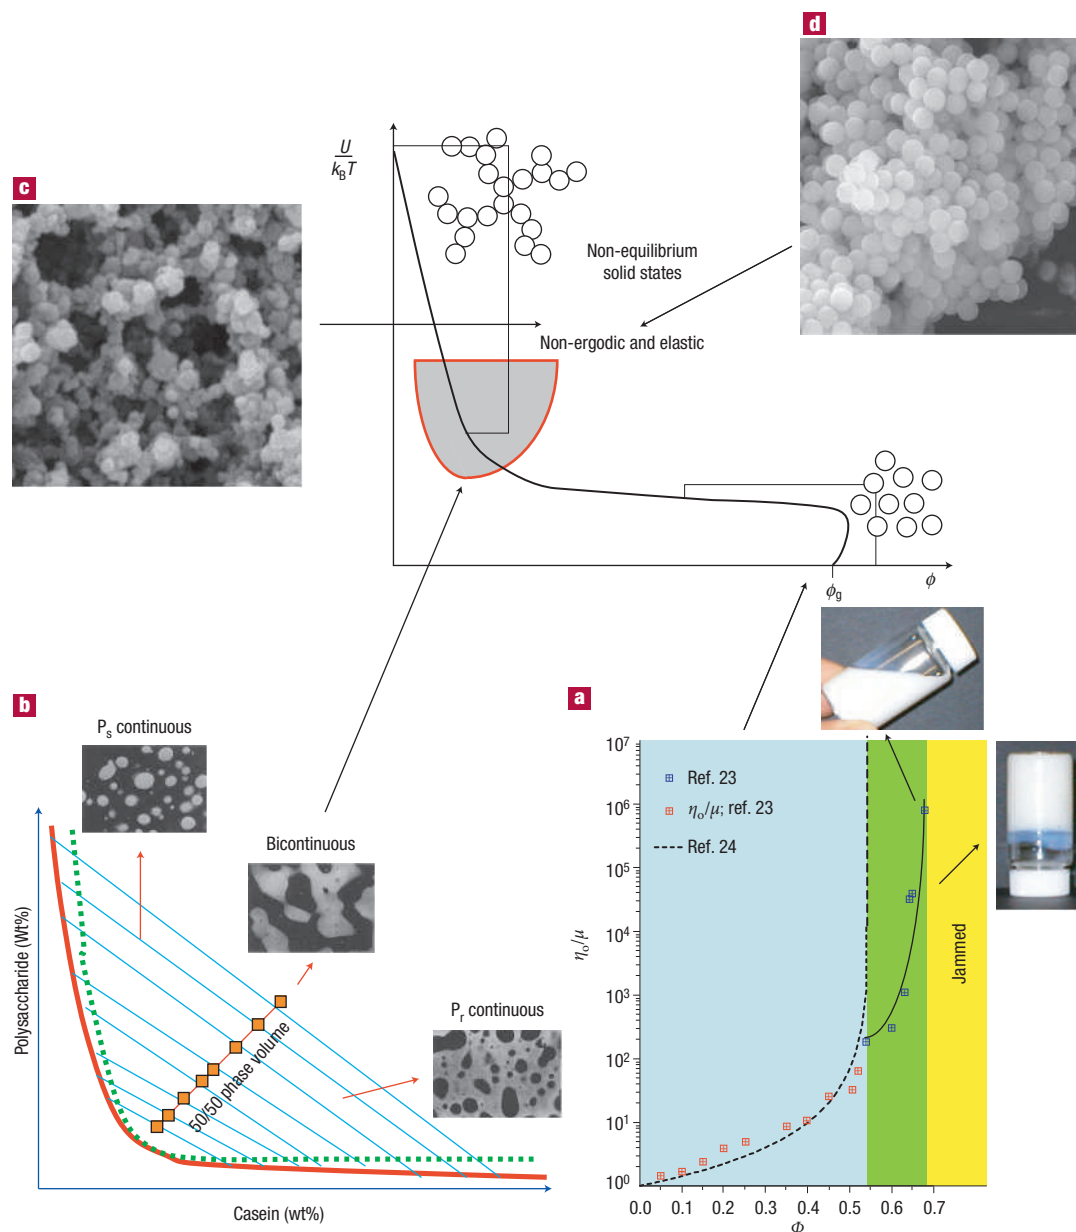 d
U
k_B T
c
Non-equilibrium
solid states
Non-ergodic and elastic
ϕ
ϕ_g
b
P_s continuous
Bicontinuous
P_r continuous
50/50 phase volume
Polysaccharide (Wt%)
Casein (wt%)
a
10^7
10^6
10^5
10^4
10^3
10^2
10^1
10^0
η_o/μ
Ref. 23
η_o/μ; ref. 23
Ref. 24
Jammed
0.0 0.1 0.2 0.3 0.4 0.5 0.6 0.7
Φ